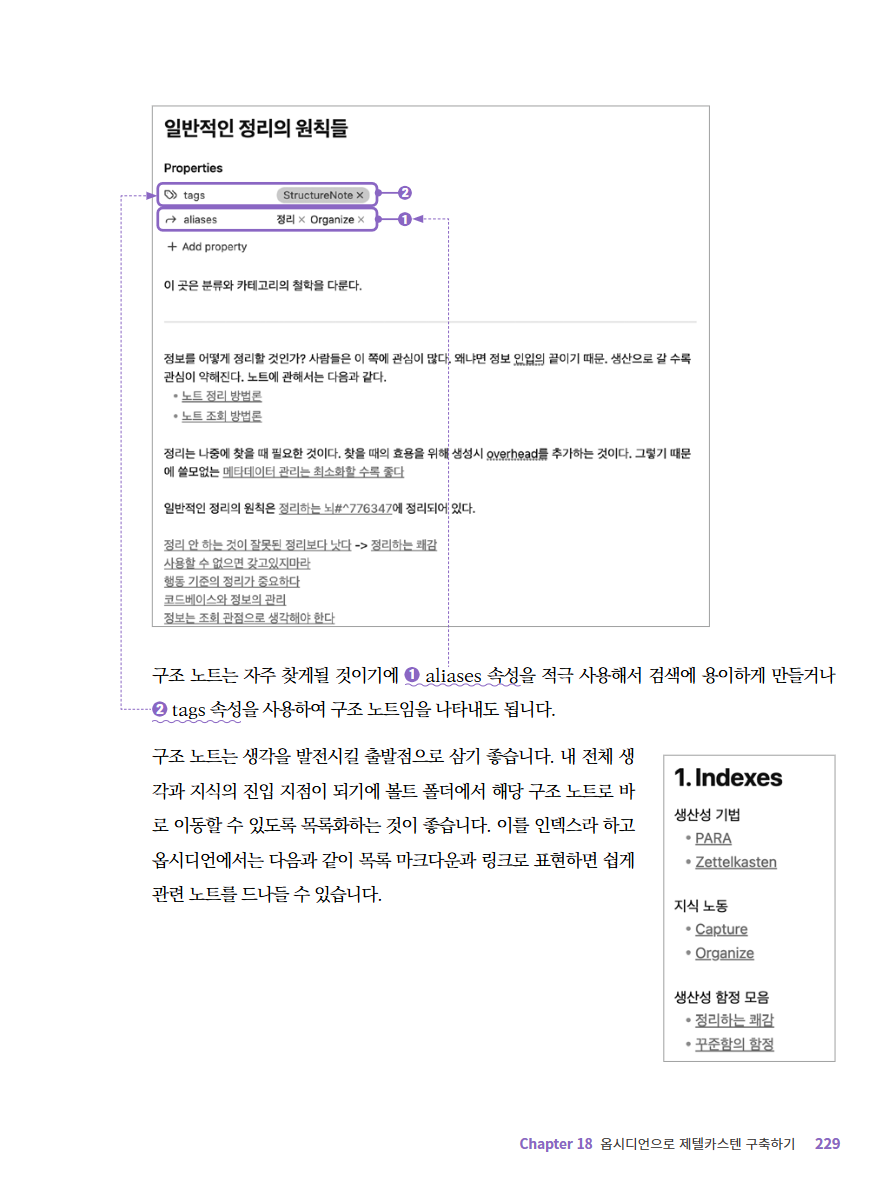 일반적인 정리의 원칙들
Properties
tags StructureNote × ❷
aliases 정리 × Organize × ❶
+ Add property
이 곳은 분류와 카테고리의 철학을 다룬다.
정보를 어떻게 정리할 것인가? 사람들은 이 쪽에 관심이 많다. 왜냐면 정보 인입의 끝이기 때문. 생산으로 갈 수록
관심이 약해진다. 노트에 관해서는 다음과 같다.
• 노트 정리 방법론
• 노트 조회 방법론
정리는 나중에 찾을 때 필요한 것이다. 찾을 때의 효용을 위해 생성시 overhead를 추가하는 것이다. 그렇기 때문
에 쓸모없는 메타데이터 관리는 최소화할 수록 좋다
일반적인 정리의 원칙은 정리하는 뇌#^776347에 정리되어 있다.
정리 안 하는 것이 잘못된 정리보다 낫다 -> 정리하는 쾌감
사용할 수 없으면 갖고있지마라
행동 기준의 정리가 중요하다
코드베이스와 정보의 관리
정보는 조회 관점으로 생각해야 한다
구조 노트는 자주 찾게될 것이기에 ❶ aliases 속성을 적극 사용해서 검색에 용이하게 만들거나
❷ tags 속성을 사용하여 구조 노트임을 나타내도 됩니다.
구조 노트는 생각을 발전시킬 출발점으로 삼기 좋습니다. 내 전체 생
각과 지식의 진입 지점이 되기에 볼트 폴더에서 해당 구조 노트로 바
로 이동할 수 있도록 목록화하는 것이 좋습니다. 이를 인덱스라 하고
옵시디언에서는 다음과 같이 목록 마크다운과 링크로 표현하면 쉽게
관련 노트를 드나들 수 있습니다.
1. Indexes
생산성 기법
• PARA
• Zettelkasten
지식 노동
• Capture
• Organize
생산성 함정 모음
• 정리하는 쾌감
• 꾸준함의 함정
Chapter 18 옵시디언으로 제텔카스텐 구축하기 229